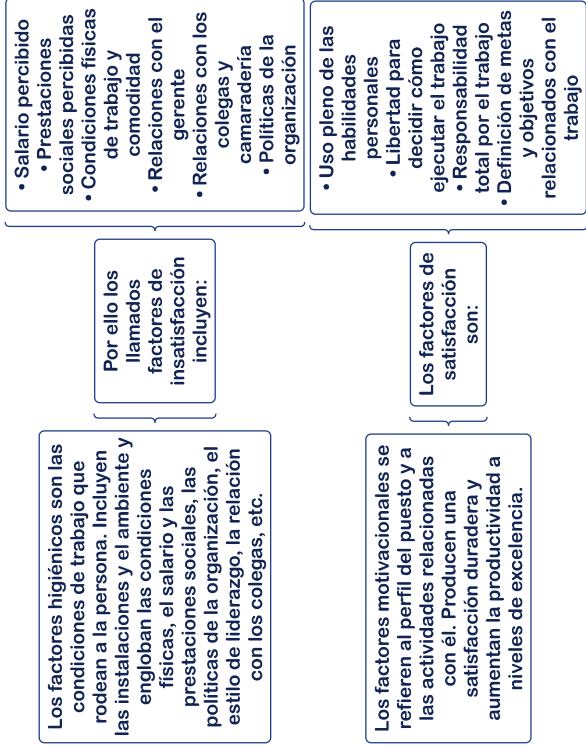 Los factores higiénicos son las
condiciones de trabajo que
rodean a la persona. Incluyen
las instalaciones y el ambiente y
engloban las condiciones
físicas, el salario y las
prestaciones sociales, las
políticas de la organización, el
estilo de liderazgo, la relación
con los colegas, etc.
Por ello los
llamados
factores de
insatisfacción
incluyen:
• Salario percibido
• Prestaciones
sociales percibidas
• Condiciones físicas
de trabajo y
comodidad
• Relaciones con el
gerente
• Relaciones con los
colegas y
camaradería
• Políticas de la
organización
Los factores motivacionales se
refieren al perfil del puesto y a
las actividades relacionadas
con él. Producen una
satisfacción duradera y
aumentan la productividad a
niveles de excelencia.
Los factores de
satisfacción
son:
• Uso pleno de las
habilidades
personales
• Libertad para
decidir cómo
ejecutar el trabajo
• Responsabilidad
total por el trabajo
• Definición de metas
y objetivos
relacionados con el
trabajo